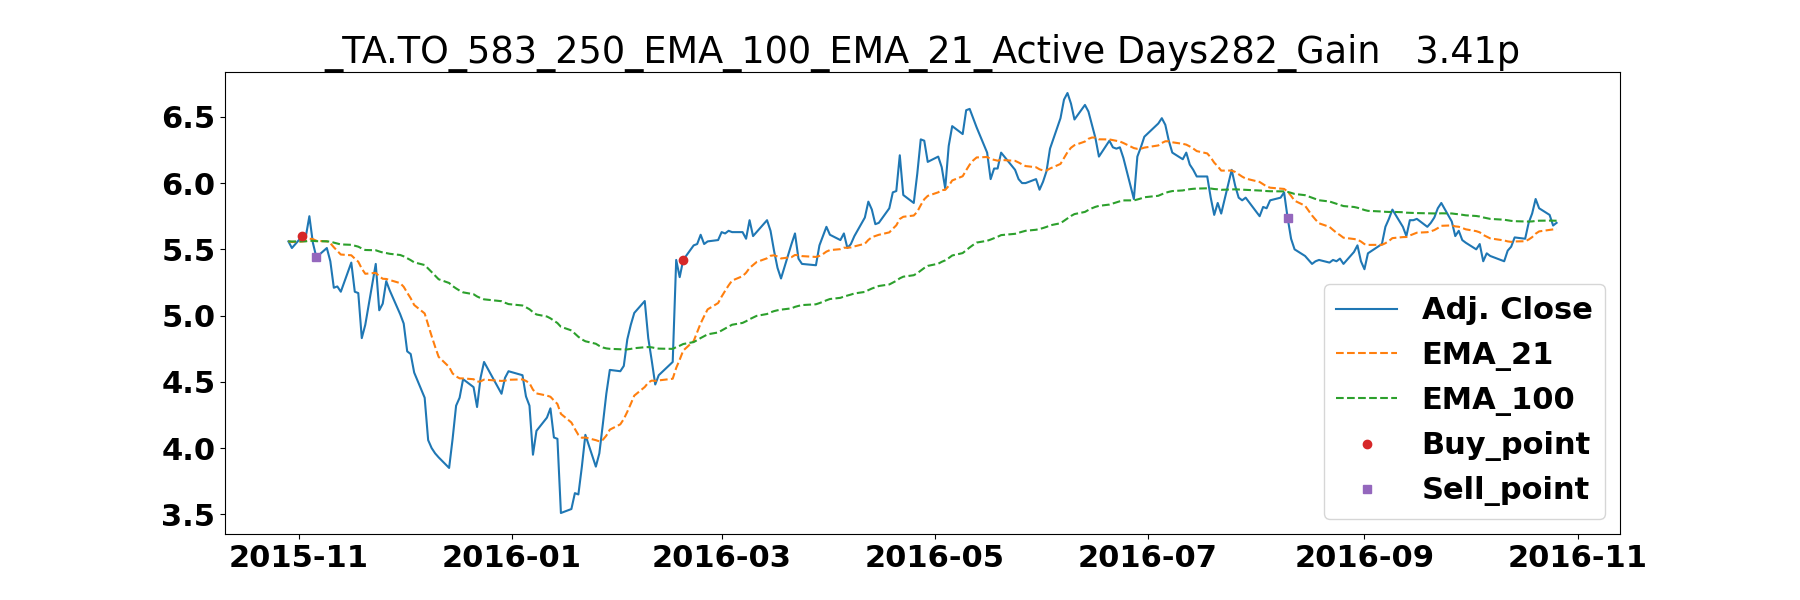 _TA.TO_583_250_EMA_100_EMA_21_Active Days282_Gain   3.41p
6.5
6.0
5.5
5.0
4.5
4.0
3.5
2015-11 2016-01 2016-03 2016-05 2016-07 2016-09 2016-11
Adj. Close
EMA_21
EMA_100
Buy_point
Sell_point